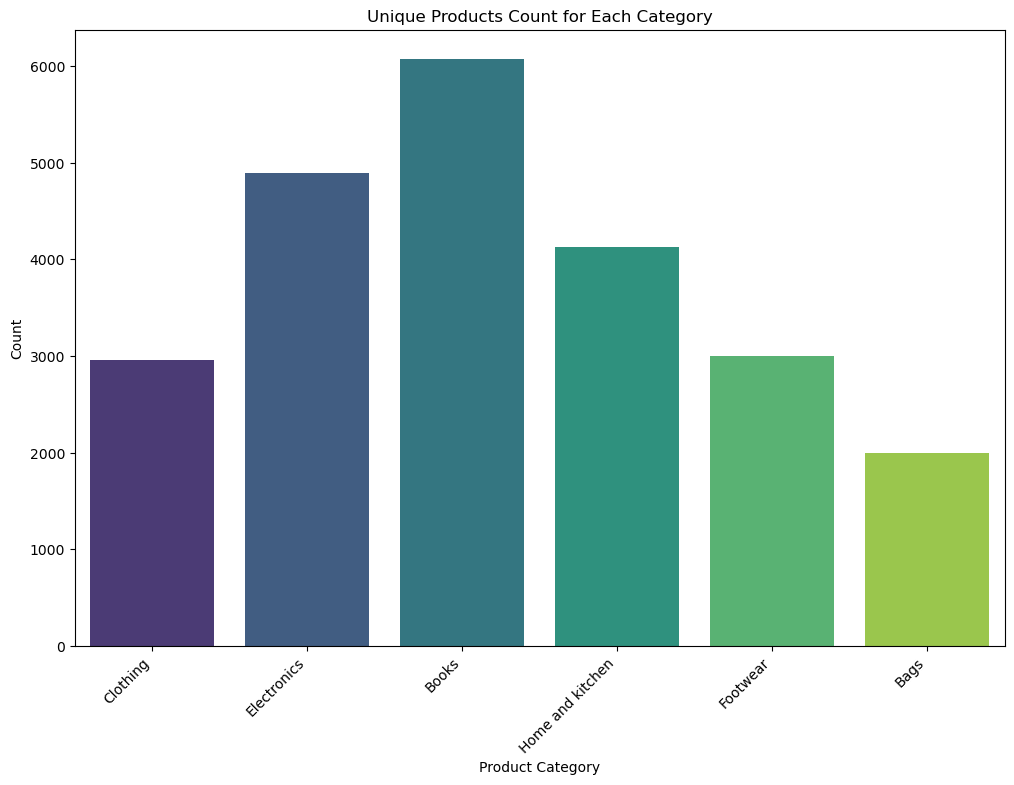 Unique Products Count for Each Category
Count
6000
5000
4000
3000
2000
1000
0
Clothing
Electronics
Books
Home and kitchen
Footwear
Bags
Product Category